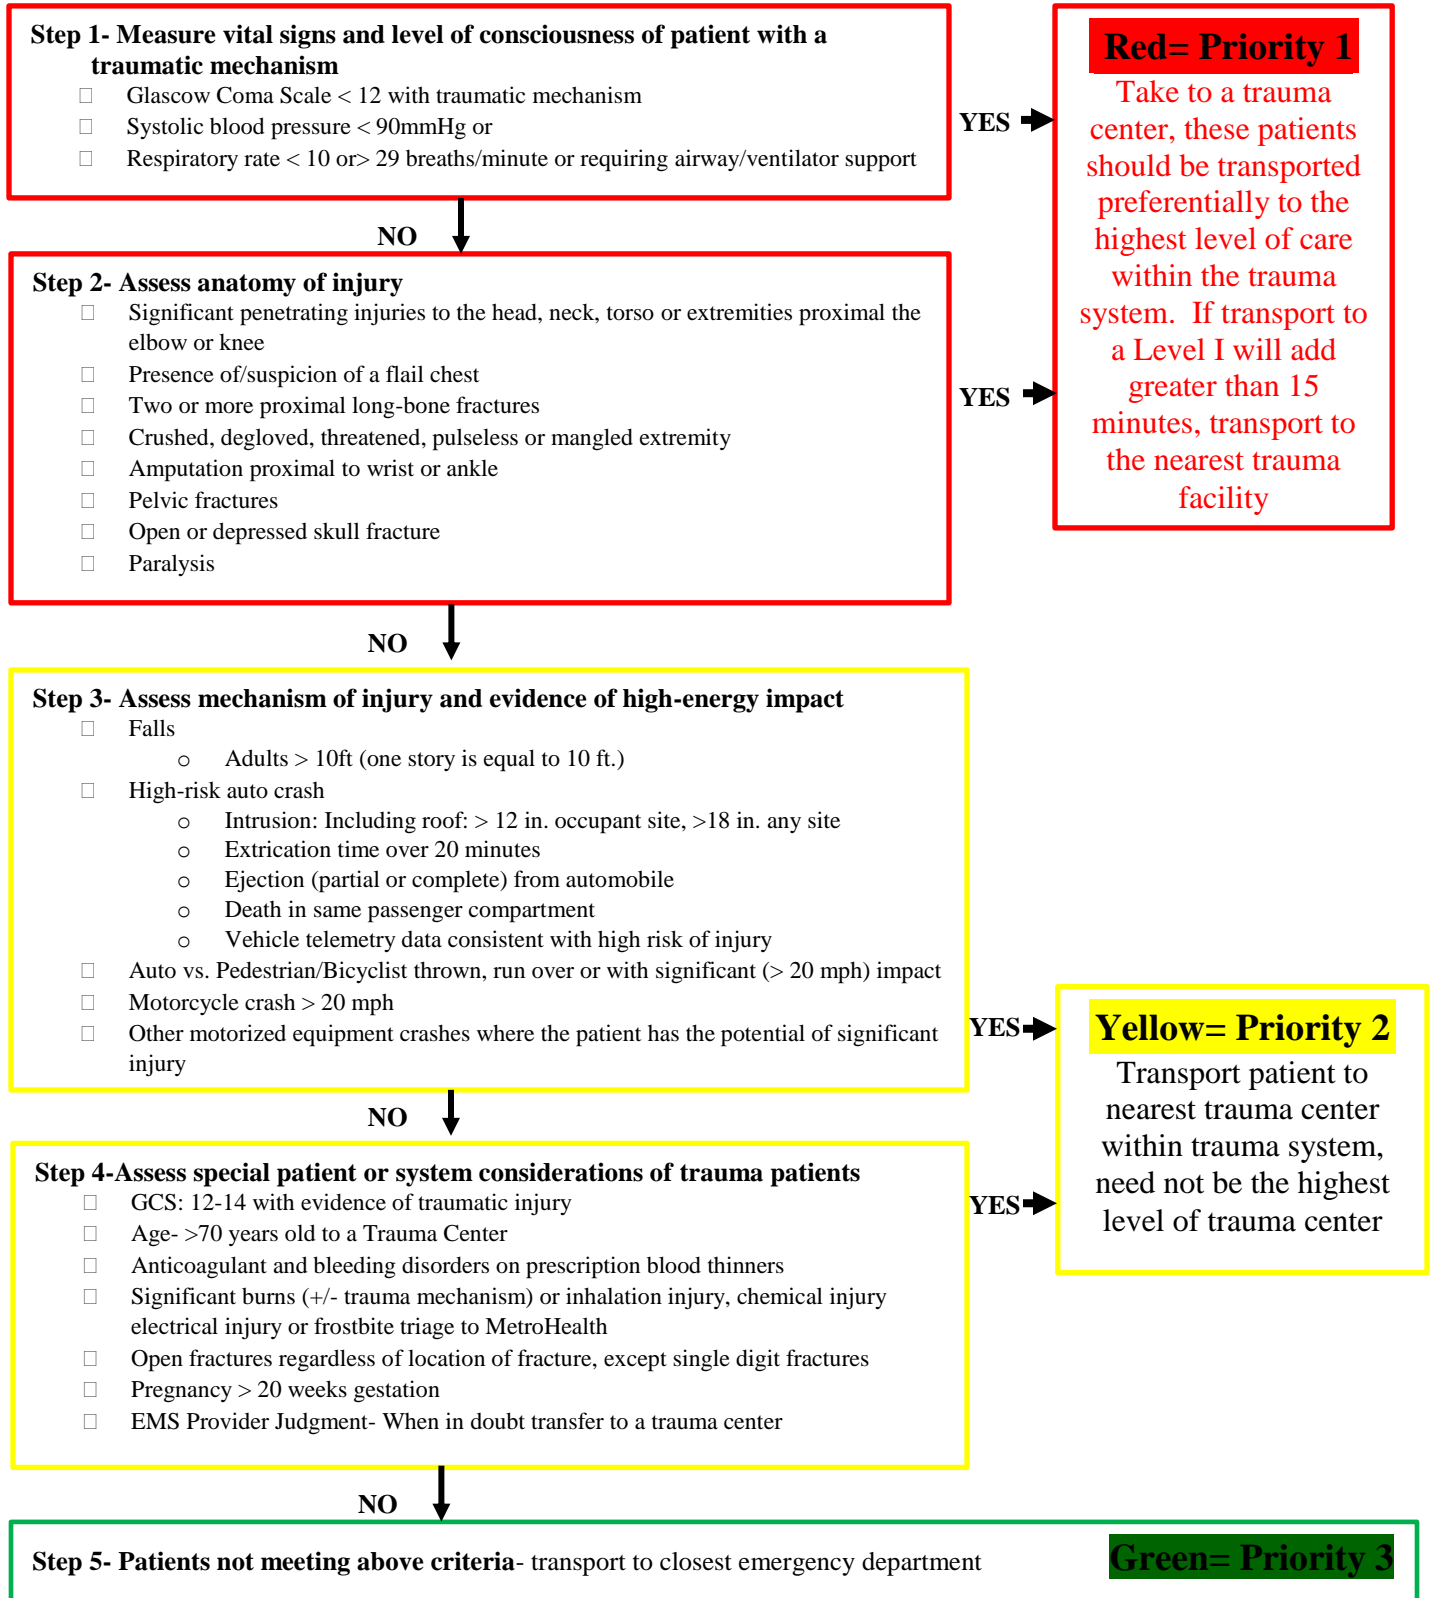 Step 1- Measure vital signs and level of consciousness of patient with a
traumatic mechanism
□ Glascow Coma Scale < 12 with traumatic mechanism
□ Systolic blood pressure < 90mmHg or
□ Respiratory rate < 10 or> 29 breaths/minute or requiring airway/ventilator support
YES
Red= Priority 1
Take to a trauma
center, these patients
should be transported
preferentially to the
highest level of care
within the trauma
system.  If transport to
a Level I will add
greater than 15
minutes, transport to
the nearest trauma
facility
NO
Step 2- Assess anatomy of injury
□ Significant penetrating injuries to the head, neck, torso or extremities proximal the
elbow or knee
□ Presence of/suspicion of a flail chest
□ Two or more proximal long-bone fractures
□ Crushed, degloved, threatened, pulseless or mangled extremity
□ Amputation proximal to wrist or ankle
□ Pelvic fractures
□ Open or depressed skull fracture
□ Paralysis
YES
NO
Step 3- Assess mechanism of injury and evidence of high-energy impact
□ Falls
o Adults > 10ft (one story is equal to 10 ft.)
□ High-risk auto crash
o Intrusion: Including roof: > 12 in. occupant site, >18 in. any site
o Extrication time over 20 minutes
o Ejection (partial or complete) from automobile
o Death in same passenger compartment
o Vehicle telemetry data consistent with high risk of injury
□ Auto vs. Pedestrian/Bicyclist thrown, run over or with significant (> 20 mph) impact
□ Motorcycle crash > 20 mph
□ Other motorized equipment crashes where the patient has the potential of significant
injury
YES
Yellow= Priority 2
Transport patient to
nearest trauma center
within trauma system,
need not be the highest
level of trauma center
NO
Step 4-Assess special patient or system considerations of trauma patients
□ GCS: 12-14 with evidence of traumatic injury
□ Age- >70 years old to a Trauma Center
□ Anticoagulant and bleeding disorders on prescription blood thinners
□ Significant burns (+/- trauma mechanism) or inhalation injury, chemical injury
electrical injury or frostbite triage to MetroHealth
□ Open fractures regardless of location of fracture, except single digit fractures
□ Pregnancy > 20 weeks gestation
□ EMS Provider Judgment- When in doubt transfer to a trauma center
YES
NO
Step 5- Patients not meeting above criteria- transport to closest emergency department
Green= Priority 3